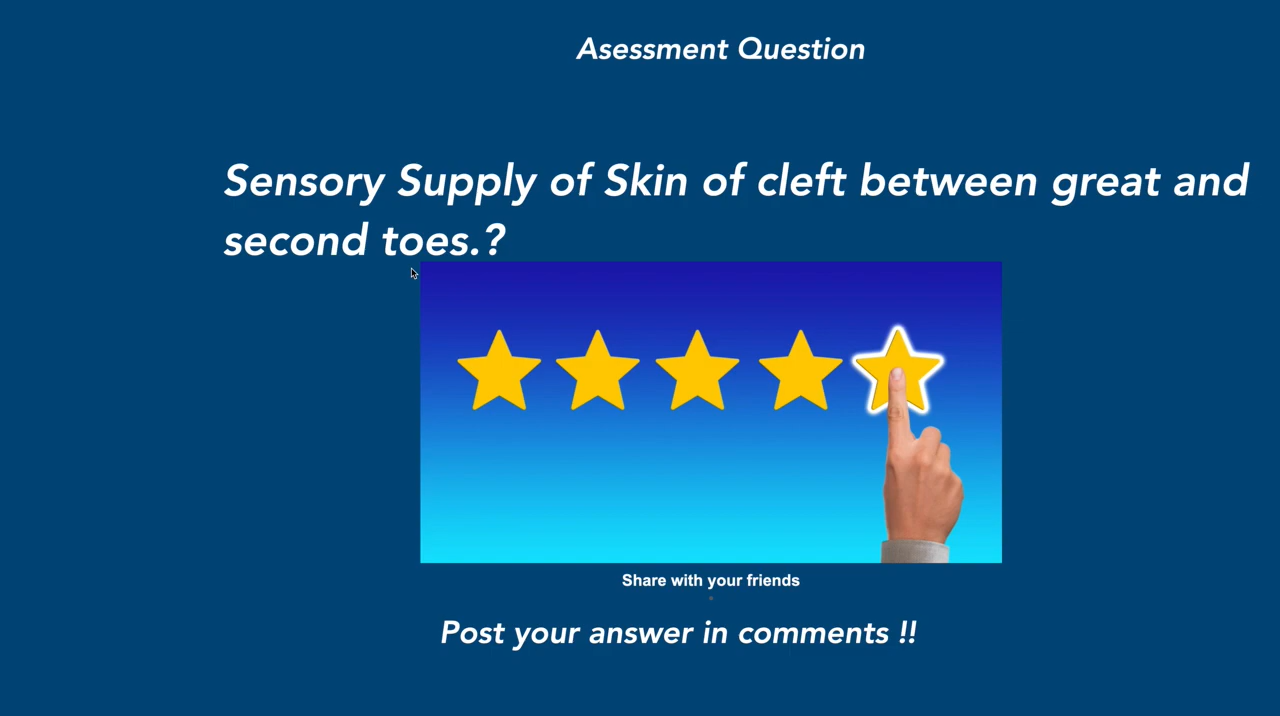 Asessment Question
Sensory Supply of Skin of cleft between great and
second toes.?
Share with your friends
Post your answer in comments !!